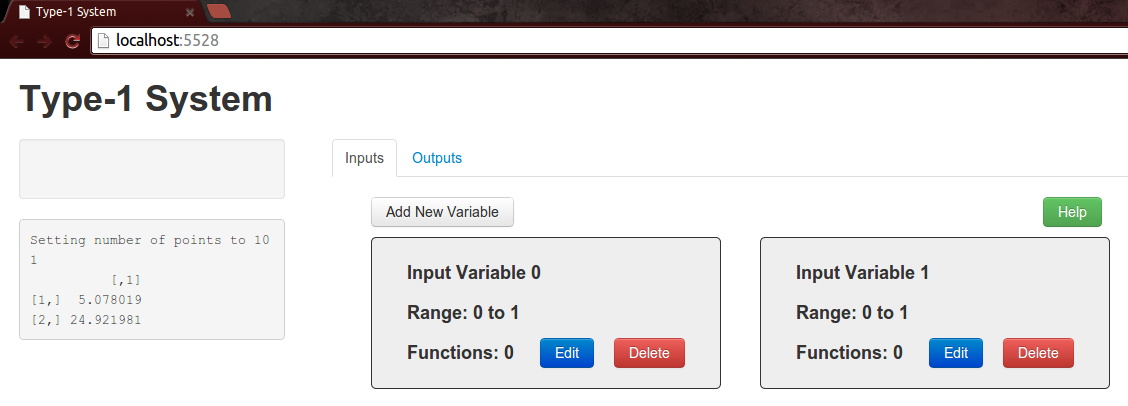 Type-1 System
localhost:5528
Type-1 System
Inputs Outputs
Setting number of points to 10
1
[,1]
[1,] 5.078019
[2,] 24.921981
Add New Variable
Help
Input Variable 0
Range: 0 to 1
Functions: 0 Edit Delete
Input Variable 1
Range: 0 to 1
Functions: 0 Edit Delete